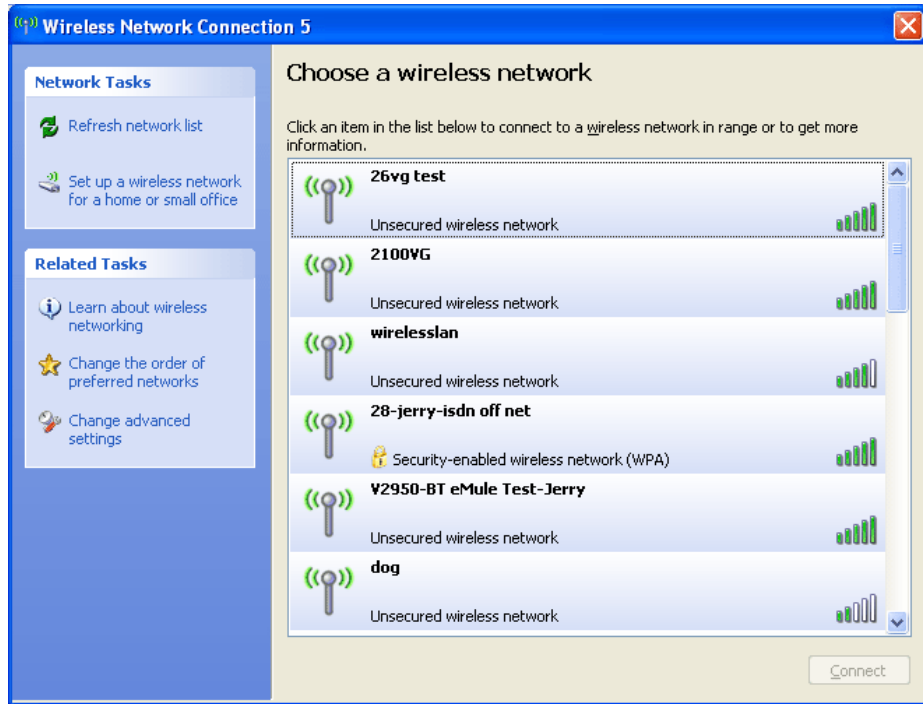 Wireless Network Connection 5
Network Tasks
Refresh network list
Set up a wireless network
for a home or small office
Related Tasks
Learn about wireless
networking
Change the order of
preferred networks
Change advanced
settings
Choose a wireless network
Click an item in the list below to connect to a wireless network in range or to get more
information.
26vg test
Unsecured wireless network
2100VG
Unsecured wireless network
wirelesslan
Unsecured wireless network
28-jerry-isdn off net
Security-enabled wireless network (WPA)
V2950-BT eMule Test-Jerry
Unsecured wireless network
dog
Unsecured wireless network
Connect